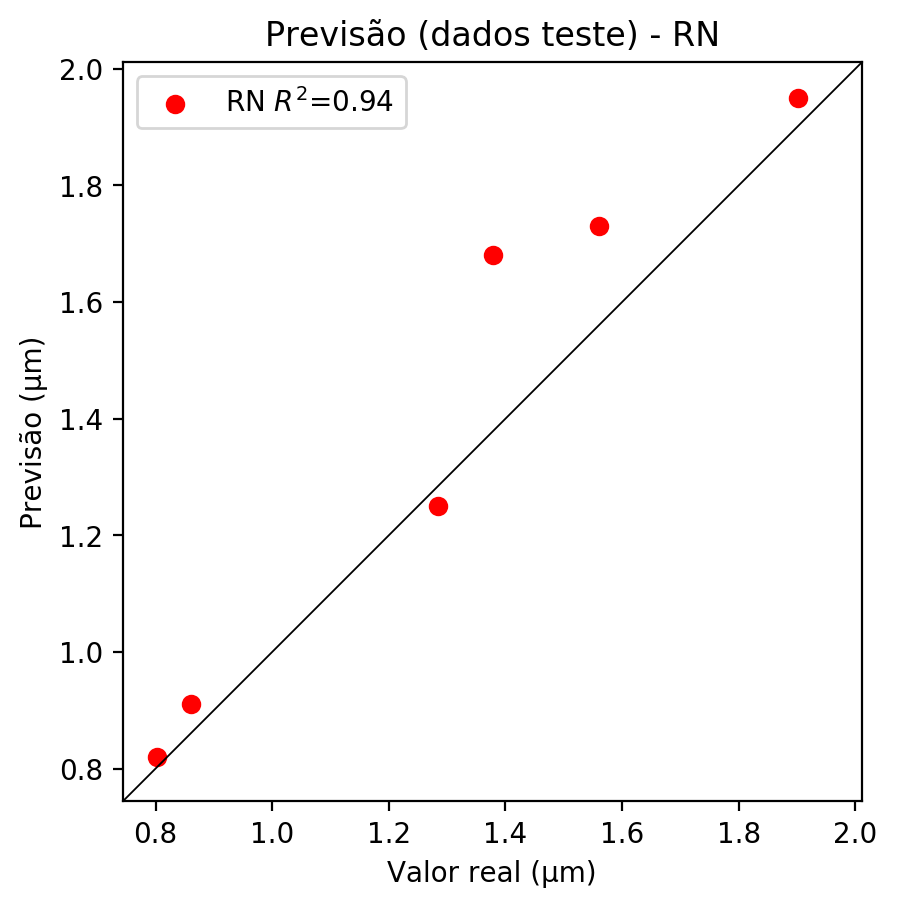 Previsão (dados teste) - RN
RN R²=0.94
Previsão (µm)
2.0
1.8
1.6
1.4
1.2
1.0
0.8
0.8 1.0 1.2 1.4 1.6 1.8 2.0
Valor real (µm)